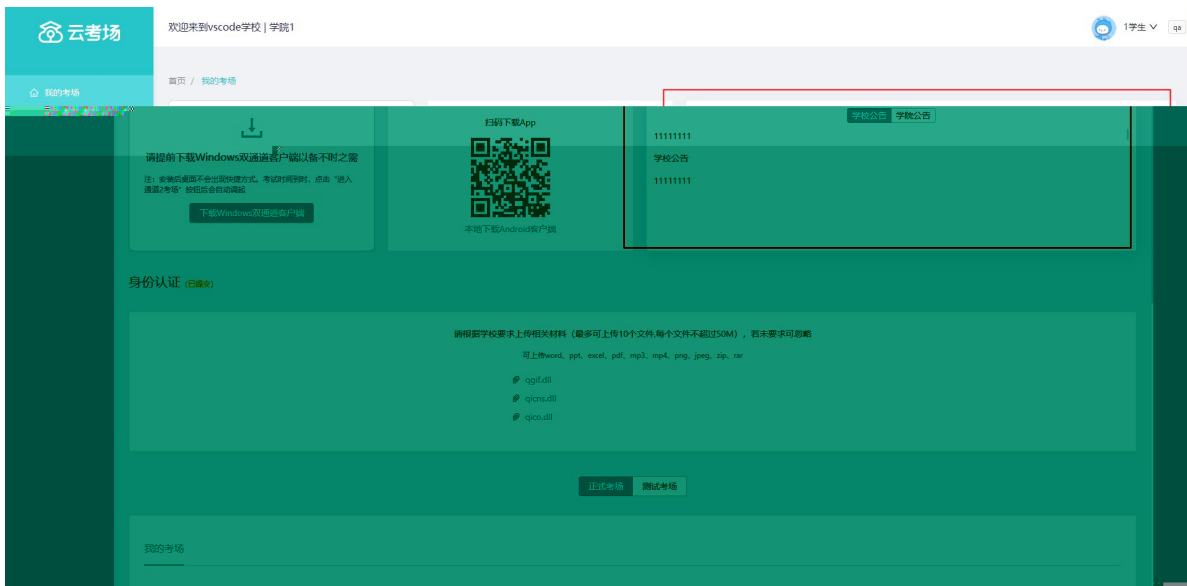 云考场
欢迎来到vscode学校 | 学院1
1学生
qa
我的考场
首页 / 我的考场
请提前下载Windows双通道客户端以备不时之需
注：安装后桌面不会出现快捷方式。考试时间到时，点击“进入
通道2考场”按钮后会自动调起
下载Windows双通道客户端
扫码下载App
本地下载Android客户端
学校公告 学院公告
11111111
学校公告
11111111
身份认证 (已提交)
请根据学校要求上传相关材料（最多可上传10个文件,每个文件不超过50M），若未要求可忽略
可上传word、ppt、excel、pdf、mp3、mp4、png、jpeg、zip、rar
qgif.dll
qicns.dll
qico.dll
正式考场 测试考场
我的考场